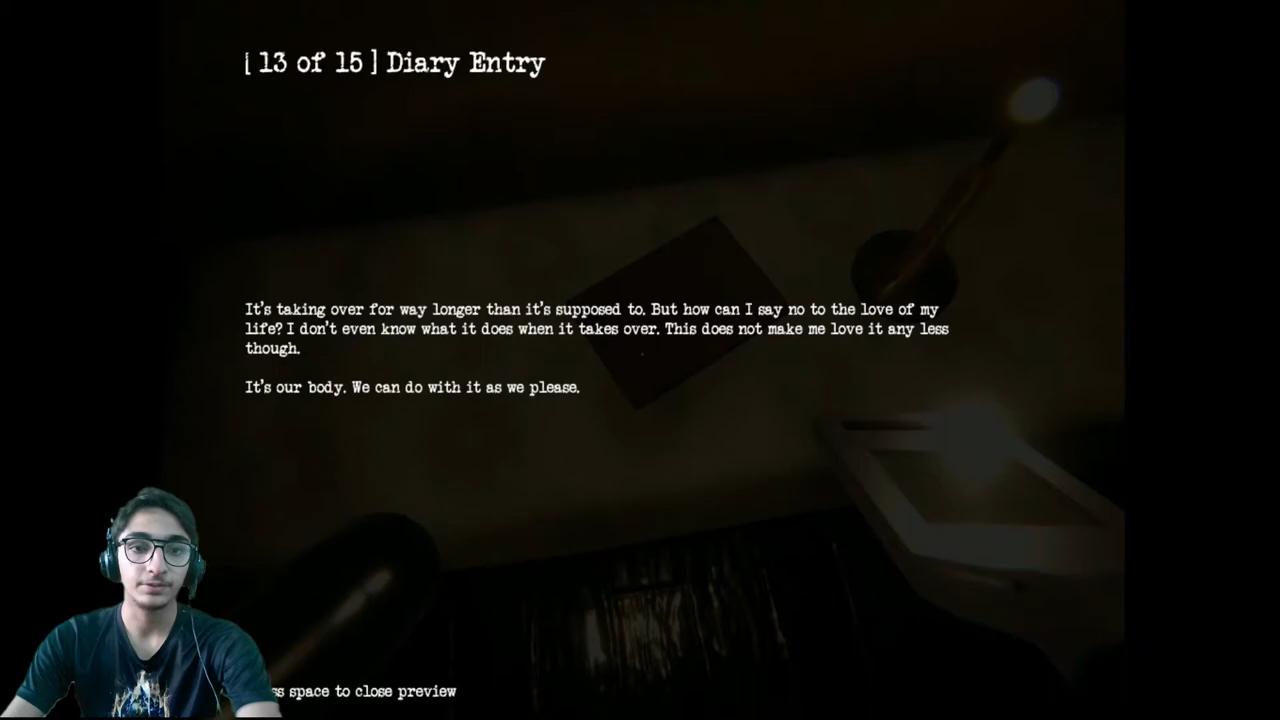 [ 13 of 15 ] Diary Entry
It's taking over for way longer than it's supposed to. But how can I say no to the love of my
life? I don't even know what it does when it takes over. This does not make me love it any less
though.
It's our body. We can do with it as we please.
space to close preview